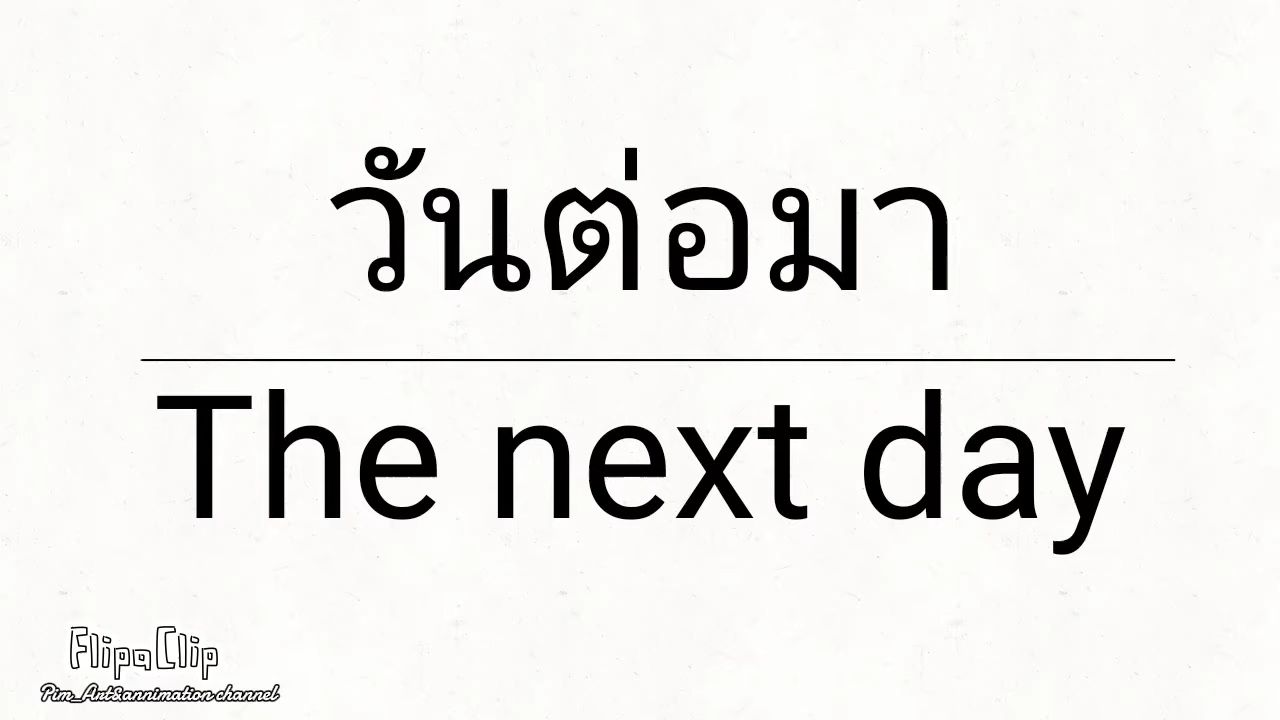 วันต่อมา
The next day
FlipaClip
Pim_Art&annimation channel